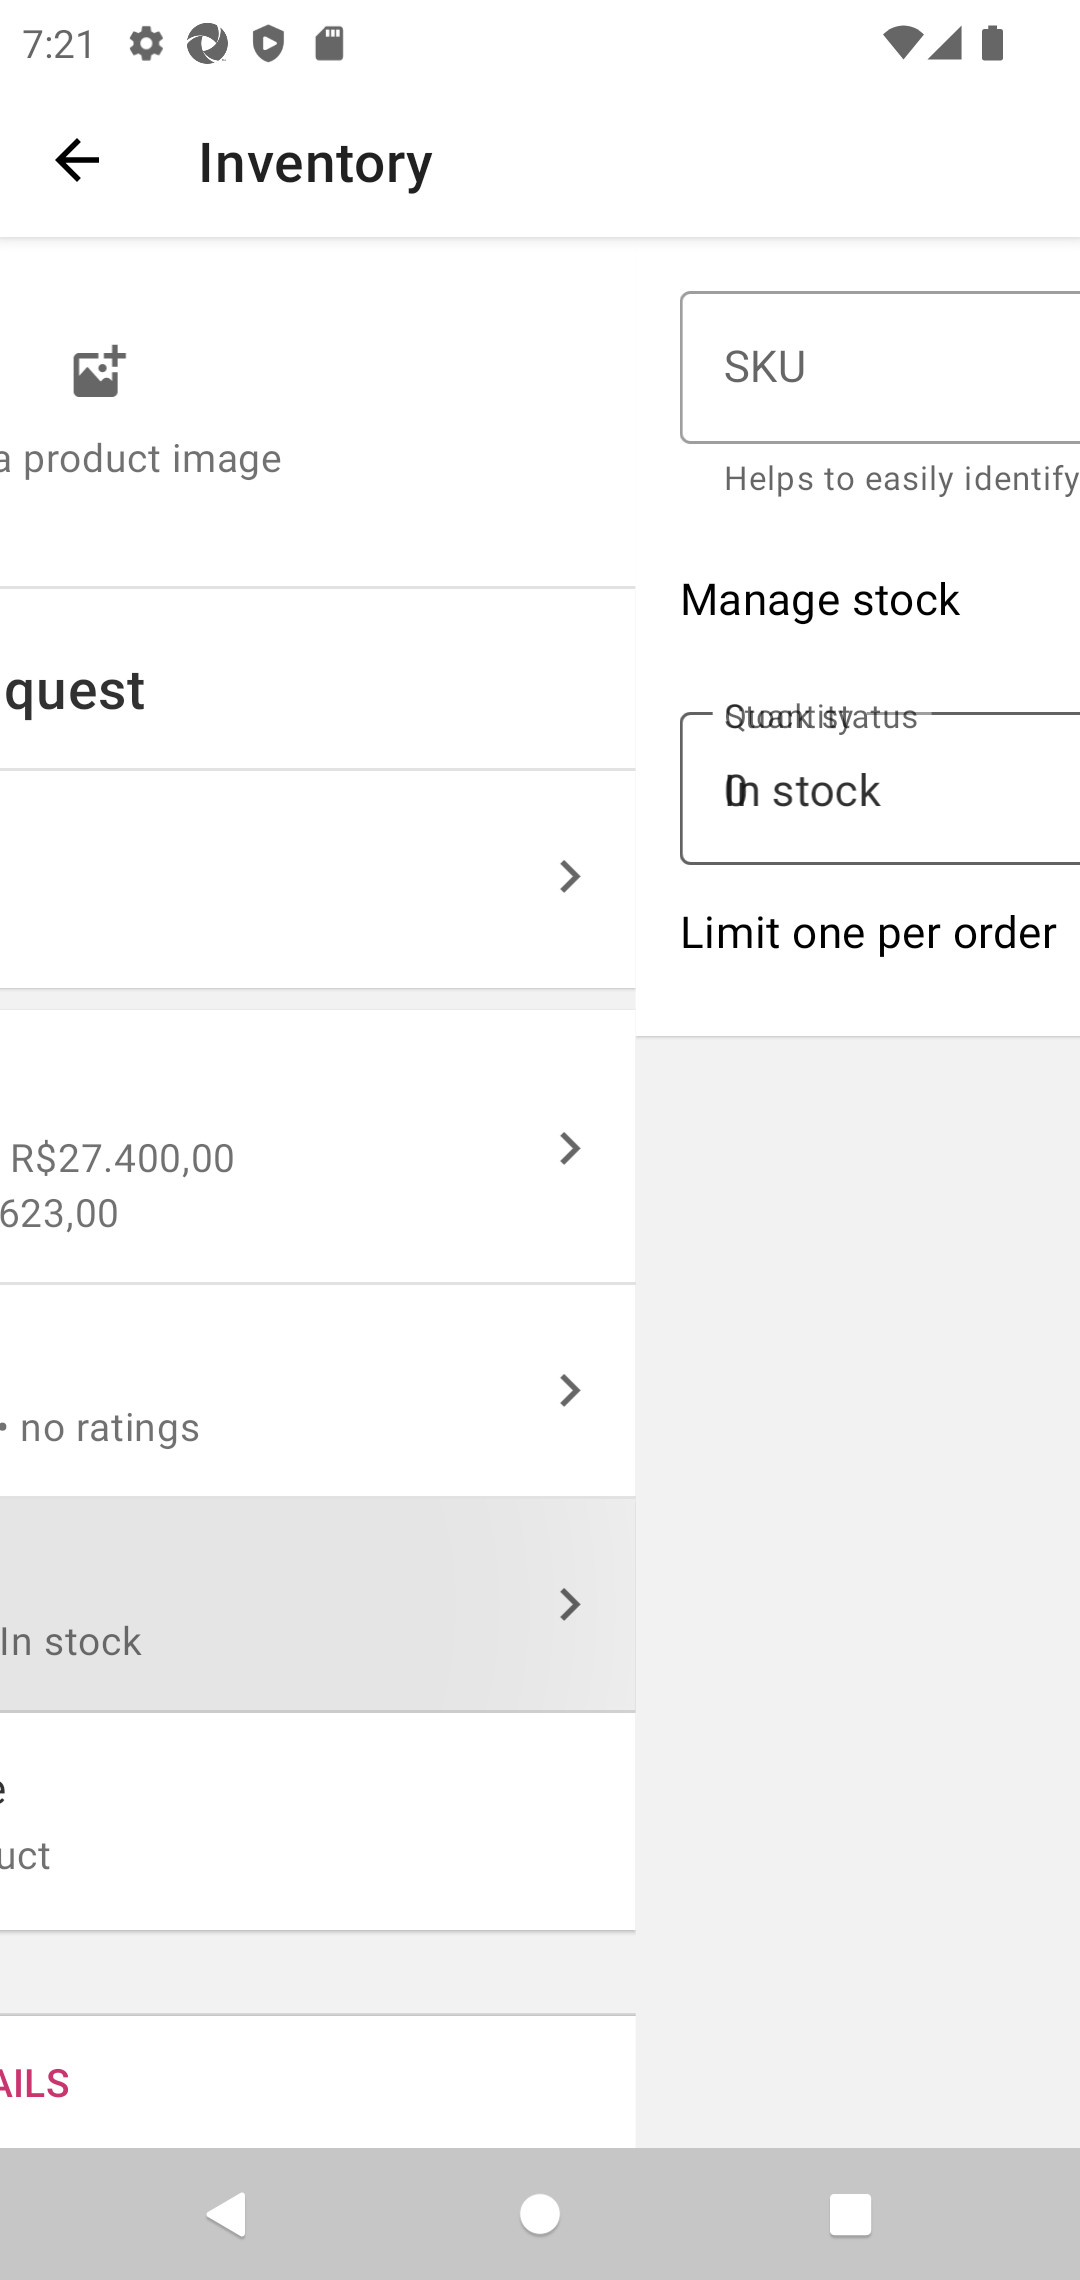 7:21
Inventory
SKU
a product image
Helps to easily identify
Manage stock
quest
Stock status
Quantity
In stock
0
Limit one per order
R$27.400,00
623,00
• no ratings
In stock
e
uct
AILS